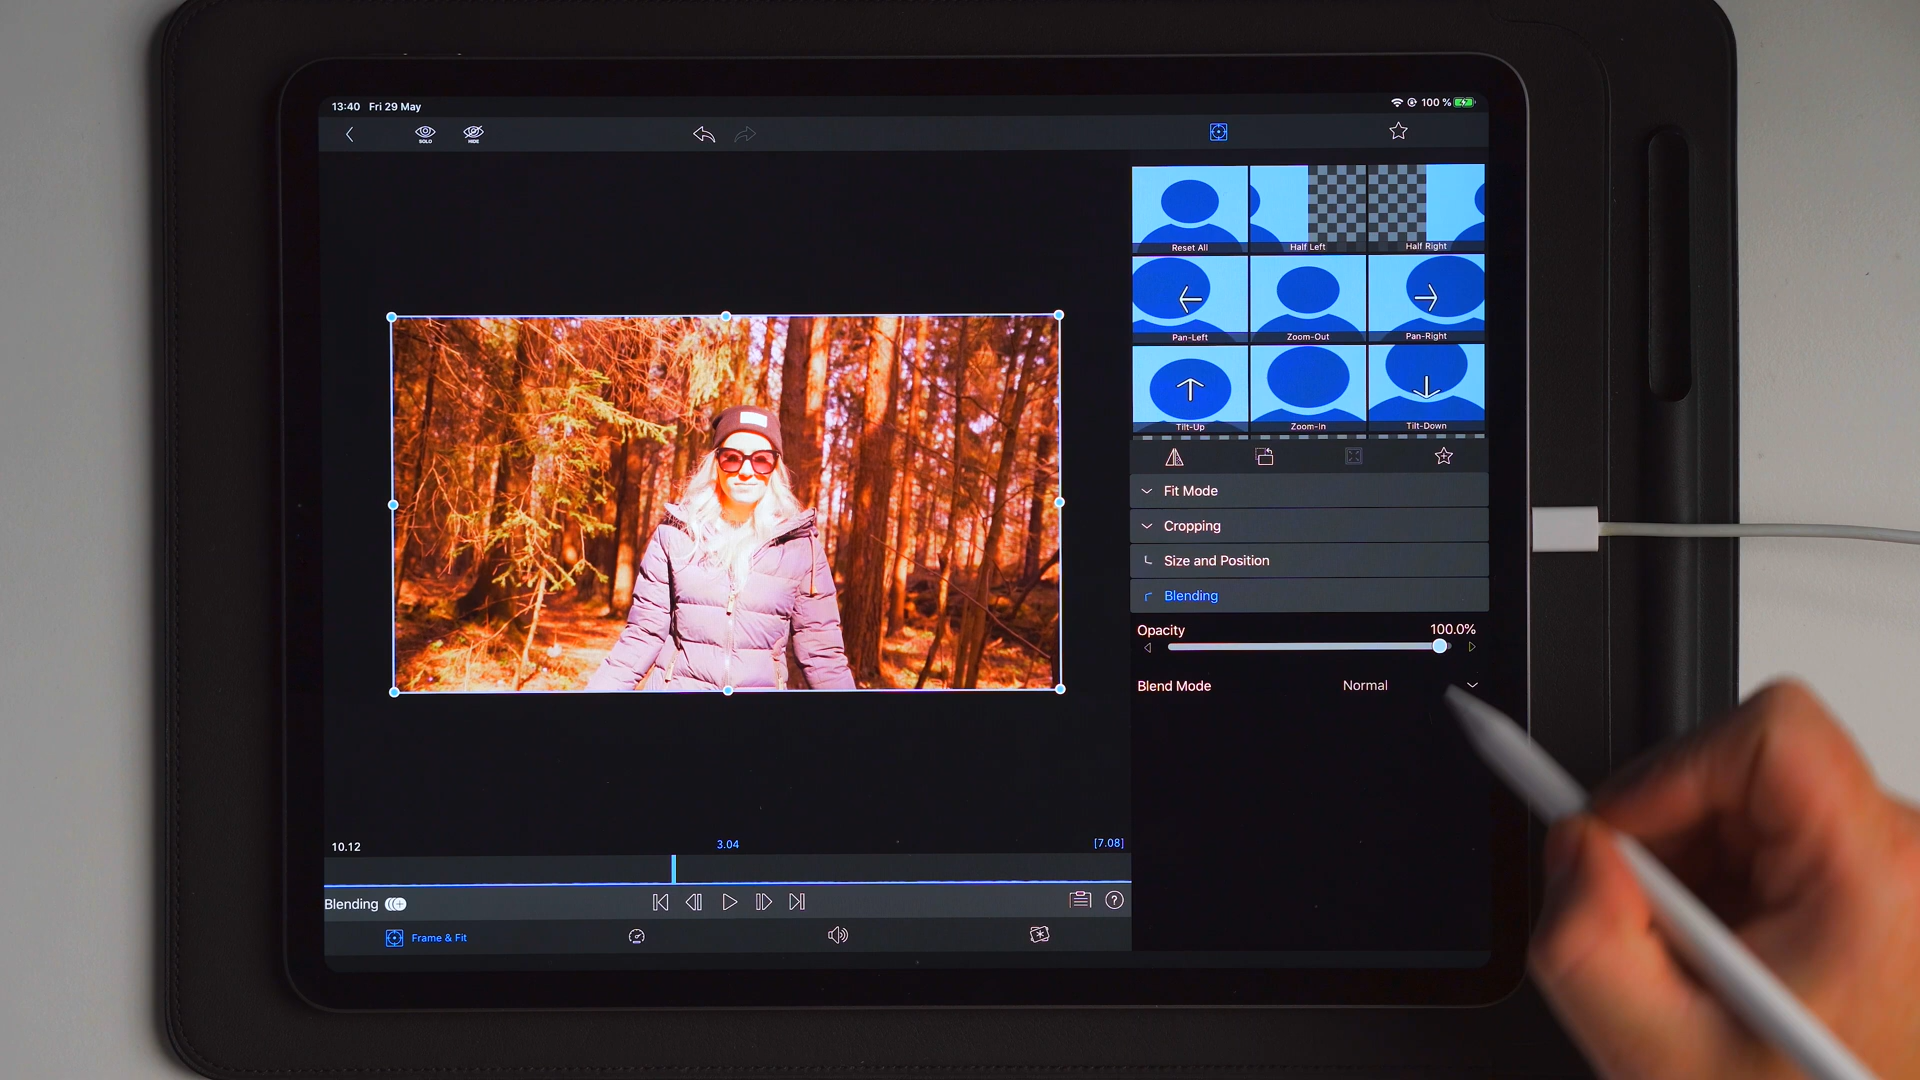 13:40 Fri 29 May
100 %
SOLO
HIDE
Reset All
Half Left
Half Right
Pan-Left
Zoom-Out
Pan-Right
Tilt-Up
Zoom-In
Tilt-Down
Fit Mode
Cropping
Size and Position
Blending
Opacity 100.0%
Blend Mode Normal
10.12 3.04 [7.08]
Blending
?
Frame & Fit